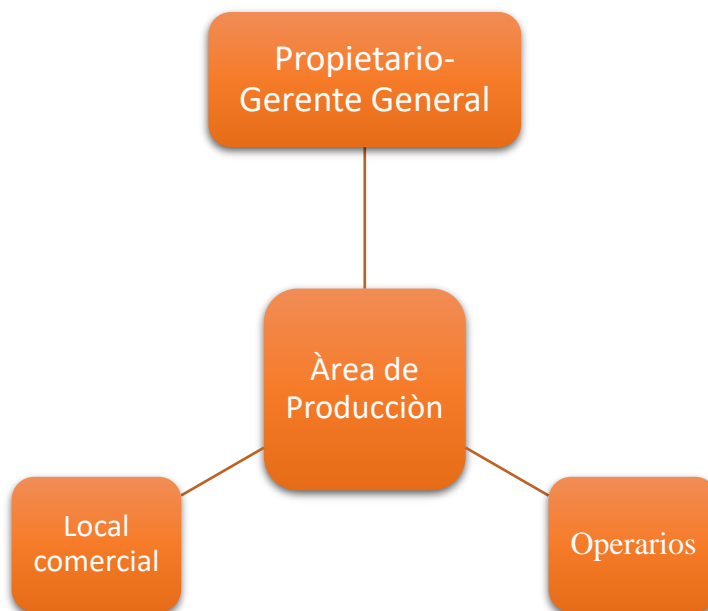 Propietario-
Gerente General
Àrea de
Producciòn
Local
comercial
Operarios